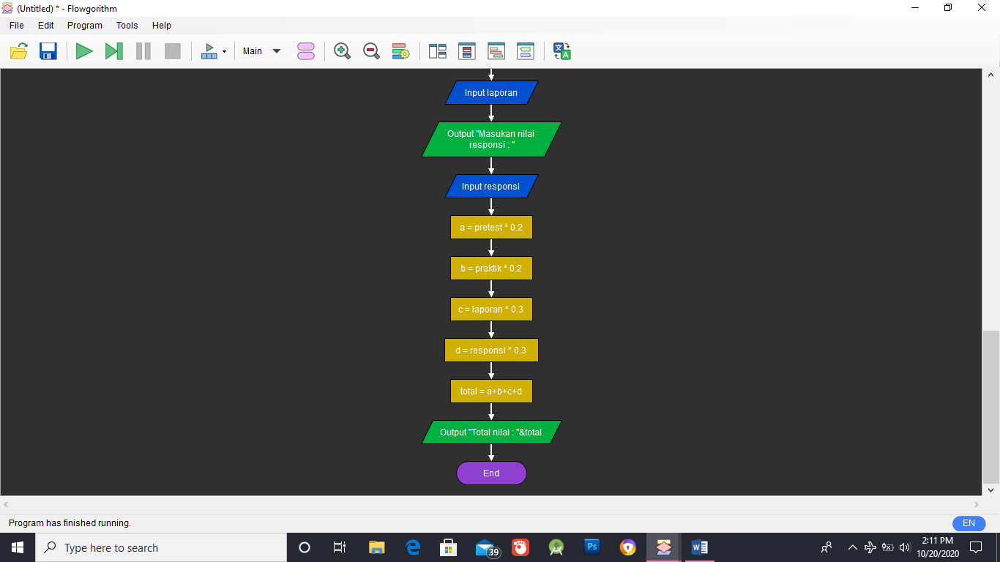 (Untitled) * - Flowgorithm
File Edit Program Tools Help
Main
Input laporan
Output "Masukan nilai
responsi : "
Input responsi
a = pretest * 0.2
b = praktik * 0.2
c = laporan * 0.3
d = responsi * 0.3
total = a+b+c+d
Output "Total nilai : "&total
End
Program has finished running.
EN
Type here to search
39
Ps
2:11 PM
10/20/2020